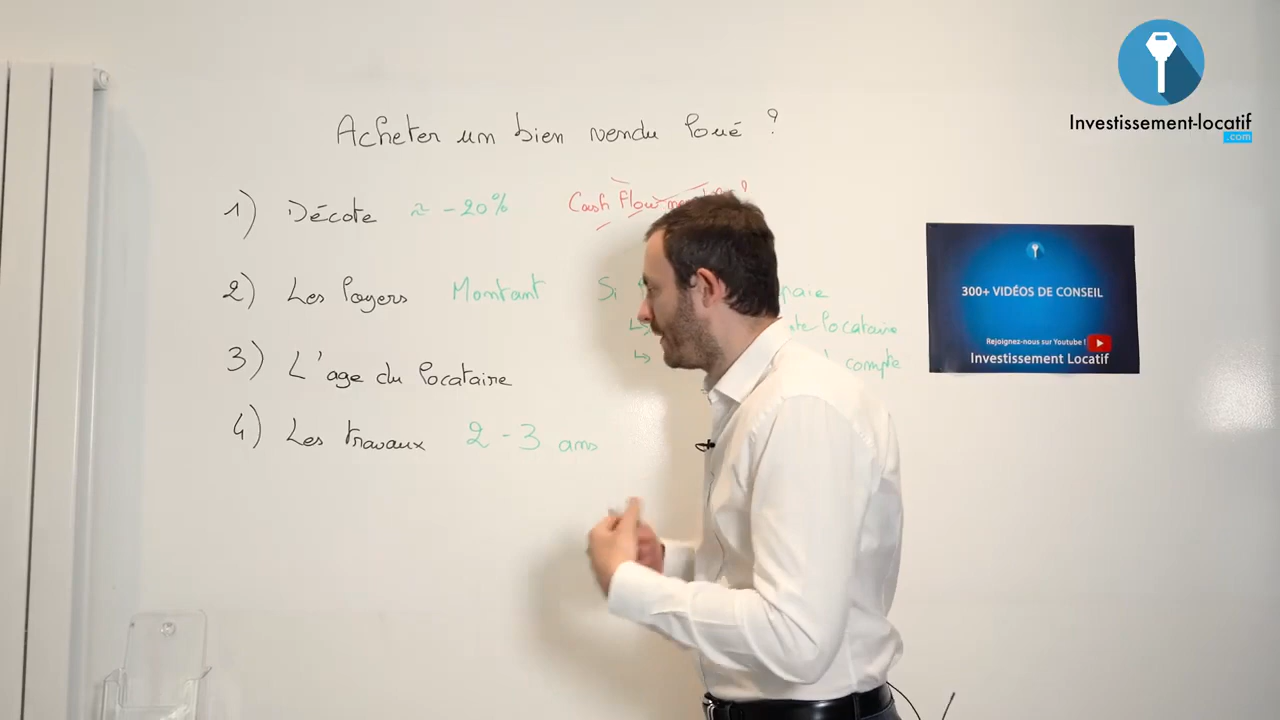 Investissement-locatif
.com
Acheter un bien vendu loué ?
1) Décote ≈ -20% Cash Flow
2) Les loyers Montant Si paie
locataire
compte
3) L'age du locataire
4) Les travaux 2 - 3 ans
300+ VIDÉOS DE CONSEIL
Rejoignez-nous sur Youtube !
Investissement Locatif